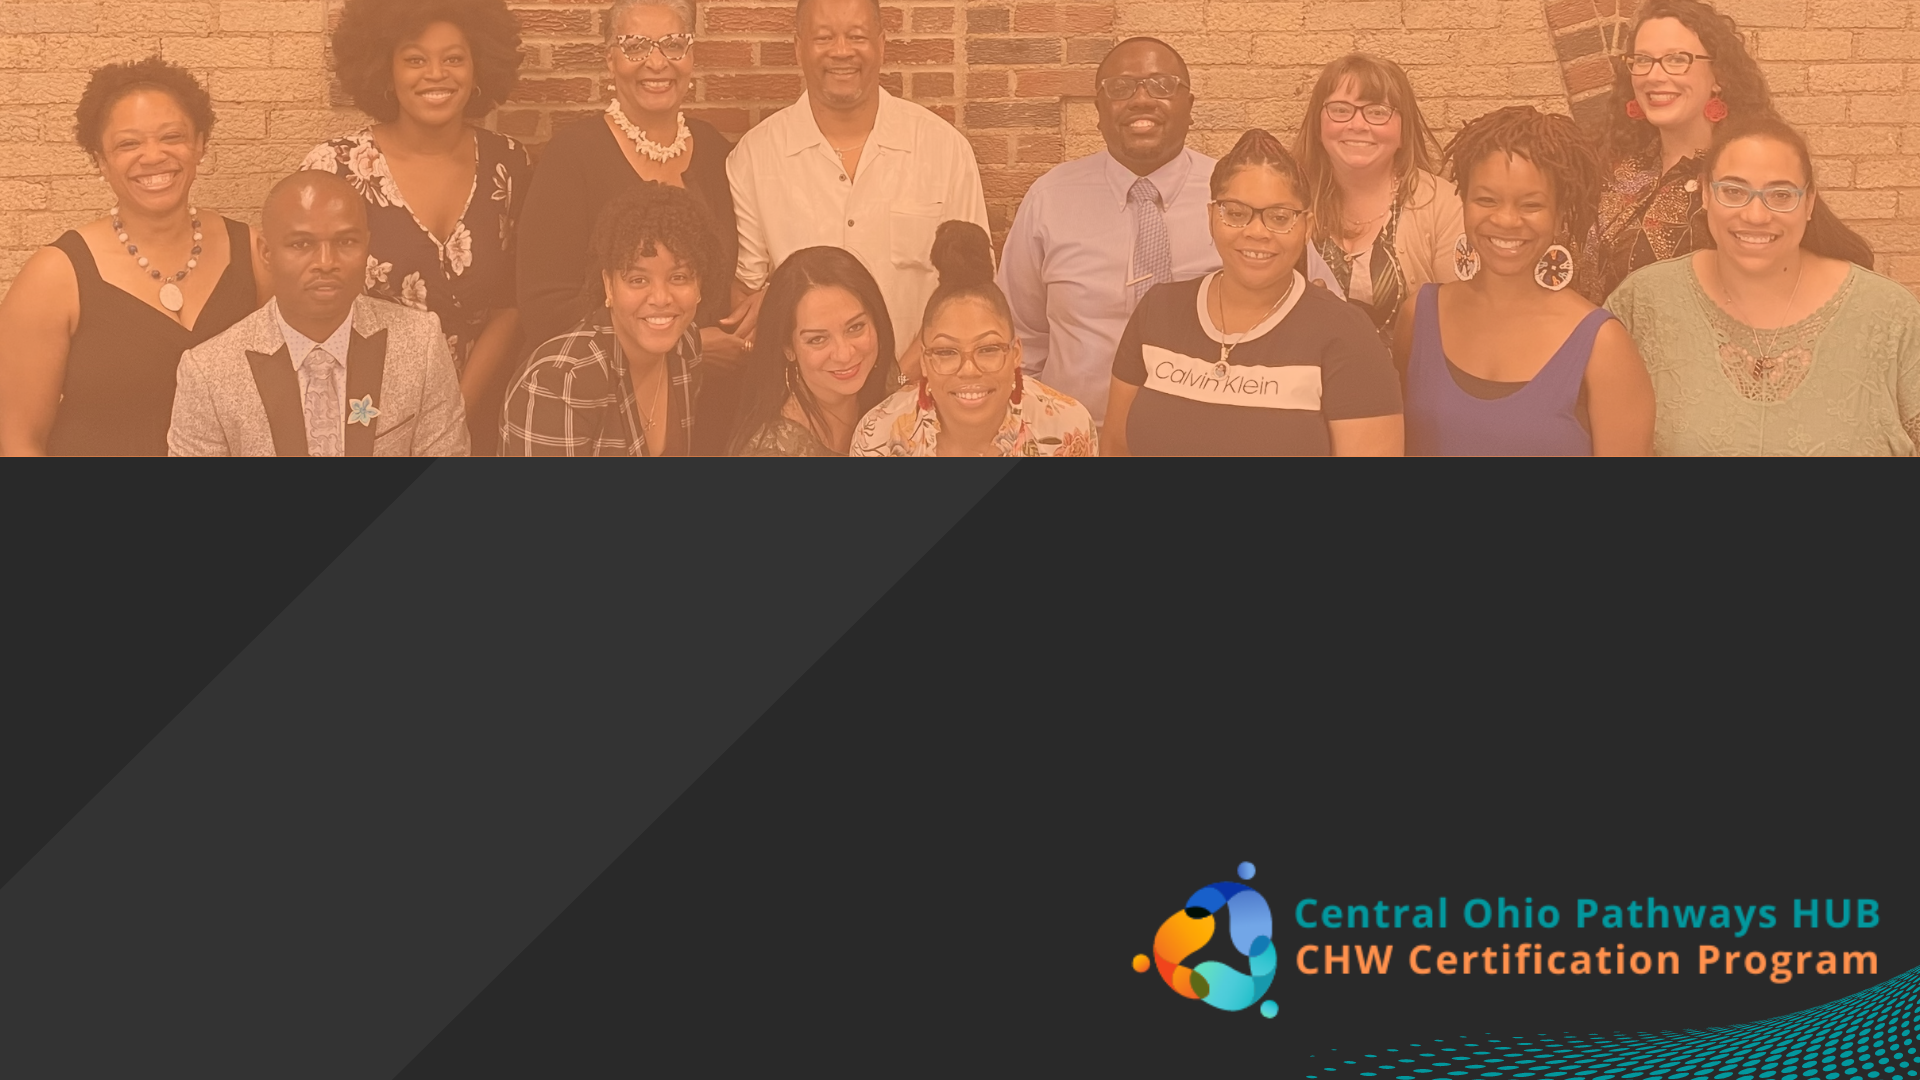 Calvin Klein
Central Ohio Pathways HUB
CHW Certification Program